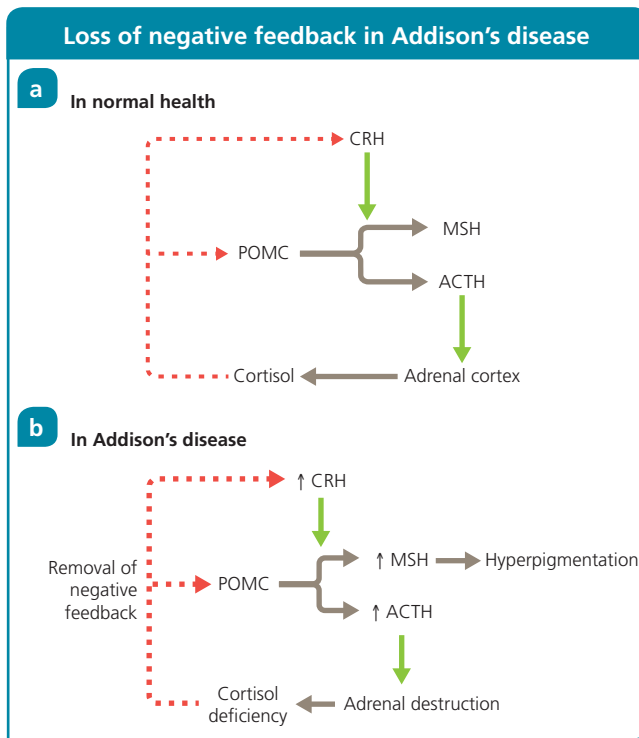 Loss of negative feedback in Addison's disease
a
In normal health
CRH
MSH
POMC
ACTH
Cortisol
Adrenal cortex
b
In Addison's disease
↑ CRH
↑ MSH
Hyperpigmentation
Removal of
negative
feedback
POMC
↑ ACTH
Cortisol
deficiency
Adrenal destruction